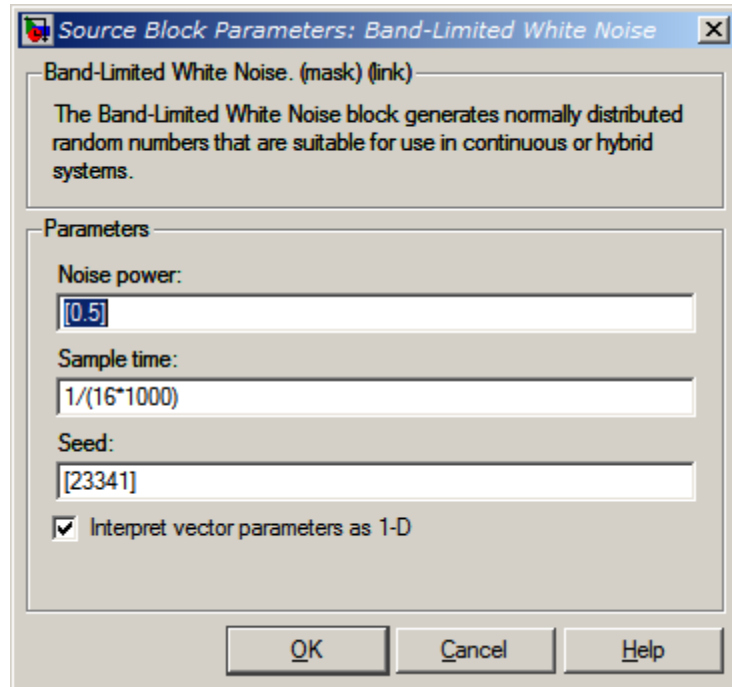 Source Block Parameters: Band-Limited White Noise
Band-Limited White Noise. (mask) (link)
The Band-Limited White Noise block generates normally distributed
random numbers that are suitable for use in continuous or hybrid
systems.
Parameters
Noise power:
[0.5]
Sample time:
1/(16*1000)
Seed:
[23341]
Interpret vector parameters as 1-D
OK Cancel Help